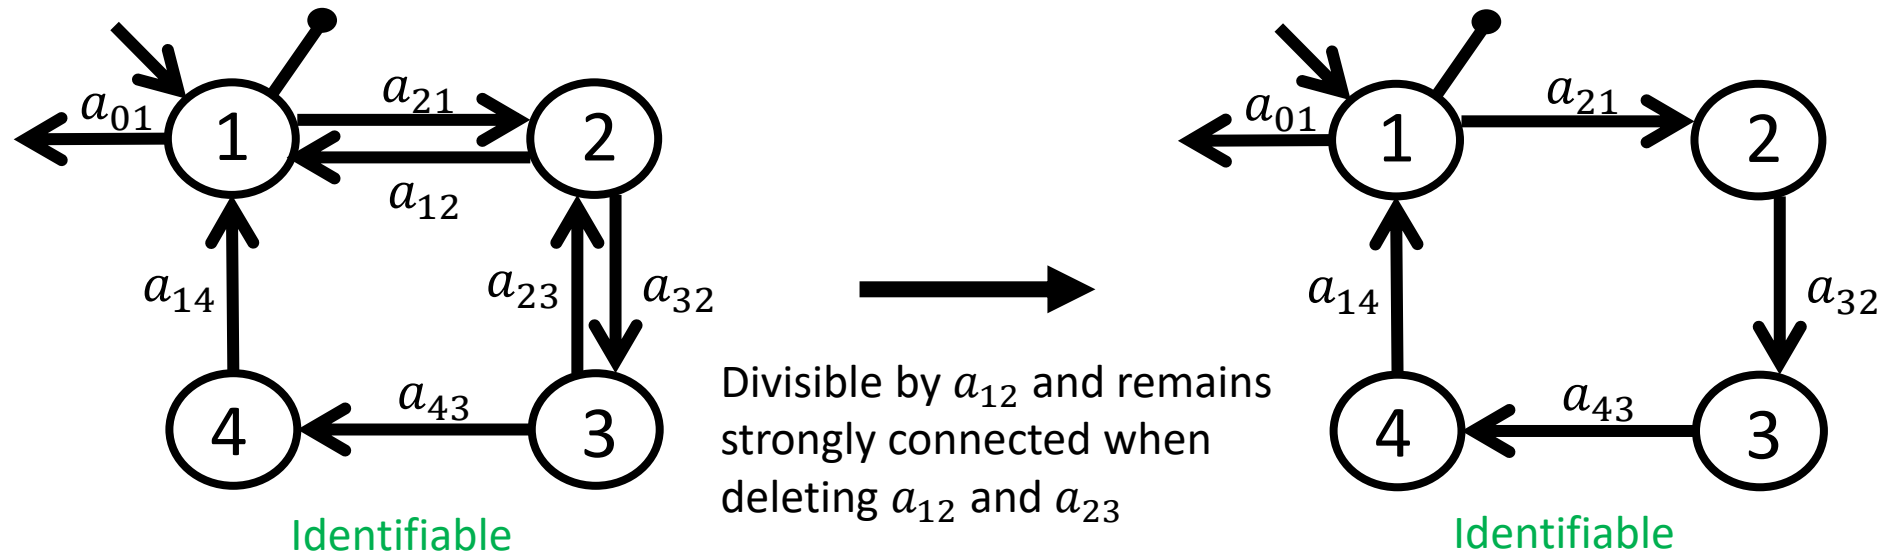 a₂₁
a₀₁
1
2
a₁₂
a₁₄
a₂₃
a₃₂
a₄₃
4
3
Identifiable
Divisible by a₁₂ and remains
strongly connected when
deleting a₁₂ and a₂₃
a₂₁
a₀₁
1
2
a₁₄
a₃₂
a₄₃
4
3
Identifiable